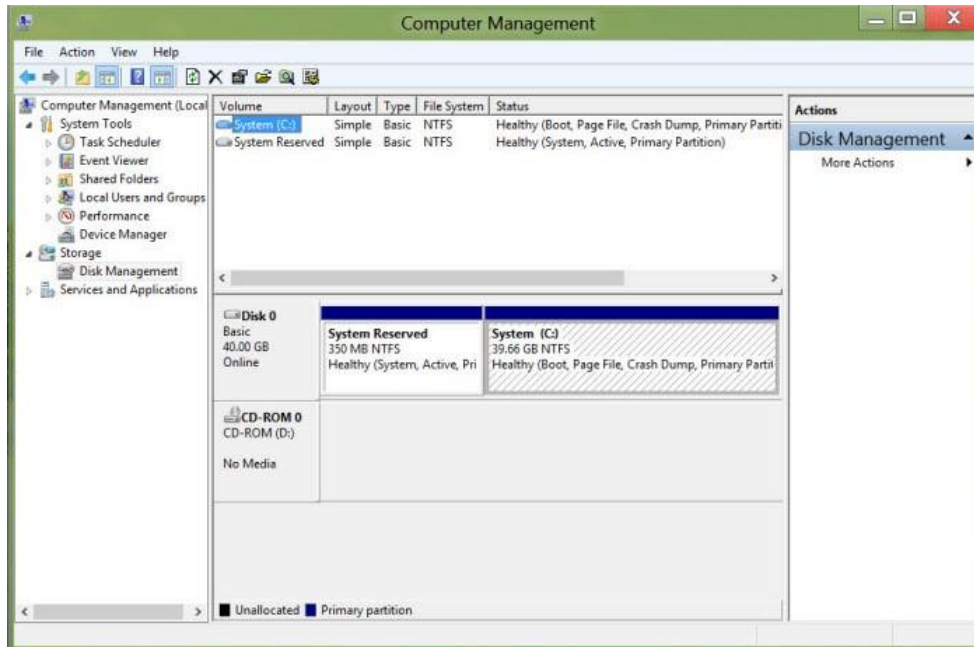 Computer Management
File Action View Help
Computer Management (Local
System Tools
Task Scheduler
Event Viewer
Shared Folders
Local Users and Groups
Performance
Device Manager
Storage
Disk Management
Services and Applications
Volume Layout Type File System Status
System (C:) Simple Basic NTFS Healthy (Boot, Page File, Crash Dump, Primary Partiti
System Reserved Simple Basic NTFS Healthy (System, Active, Primary Partition)
Disk 0
Basic
40.00 GB
Online
System Reserved
350 MB NTFS
Healthy (System, Active, Pri
System (C:)
39.66 GB NTFS
Healthy (Boot, Page File, Crash Dump, Primary Partit
CD-ROM 0
CD-ROM (D:)
No Media
Unallocated Primary partition
Actions
Disk Management
More Actions